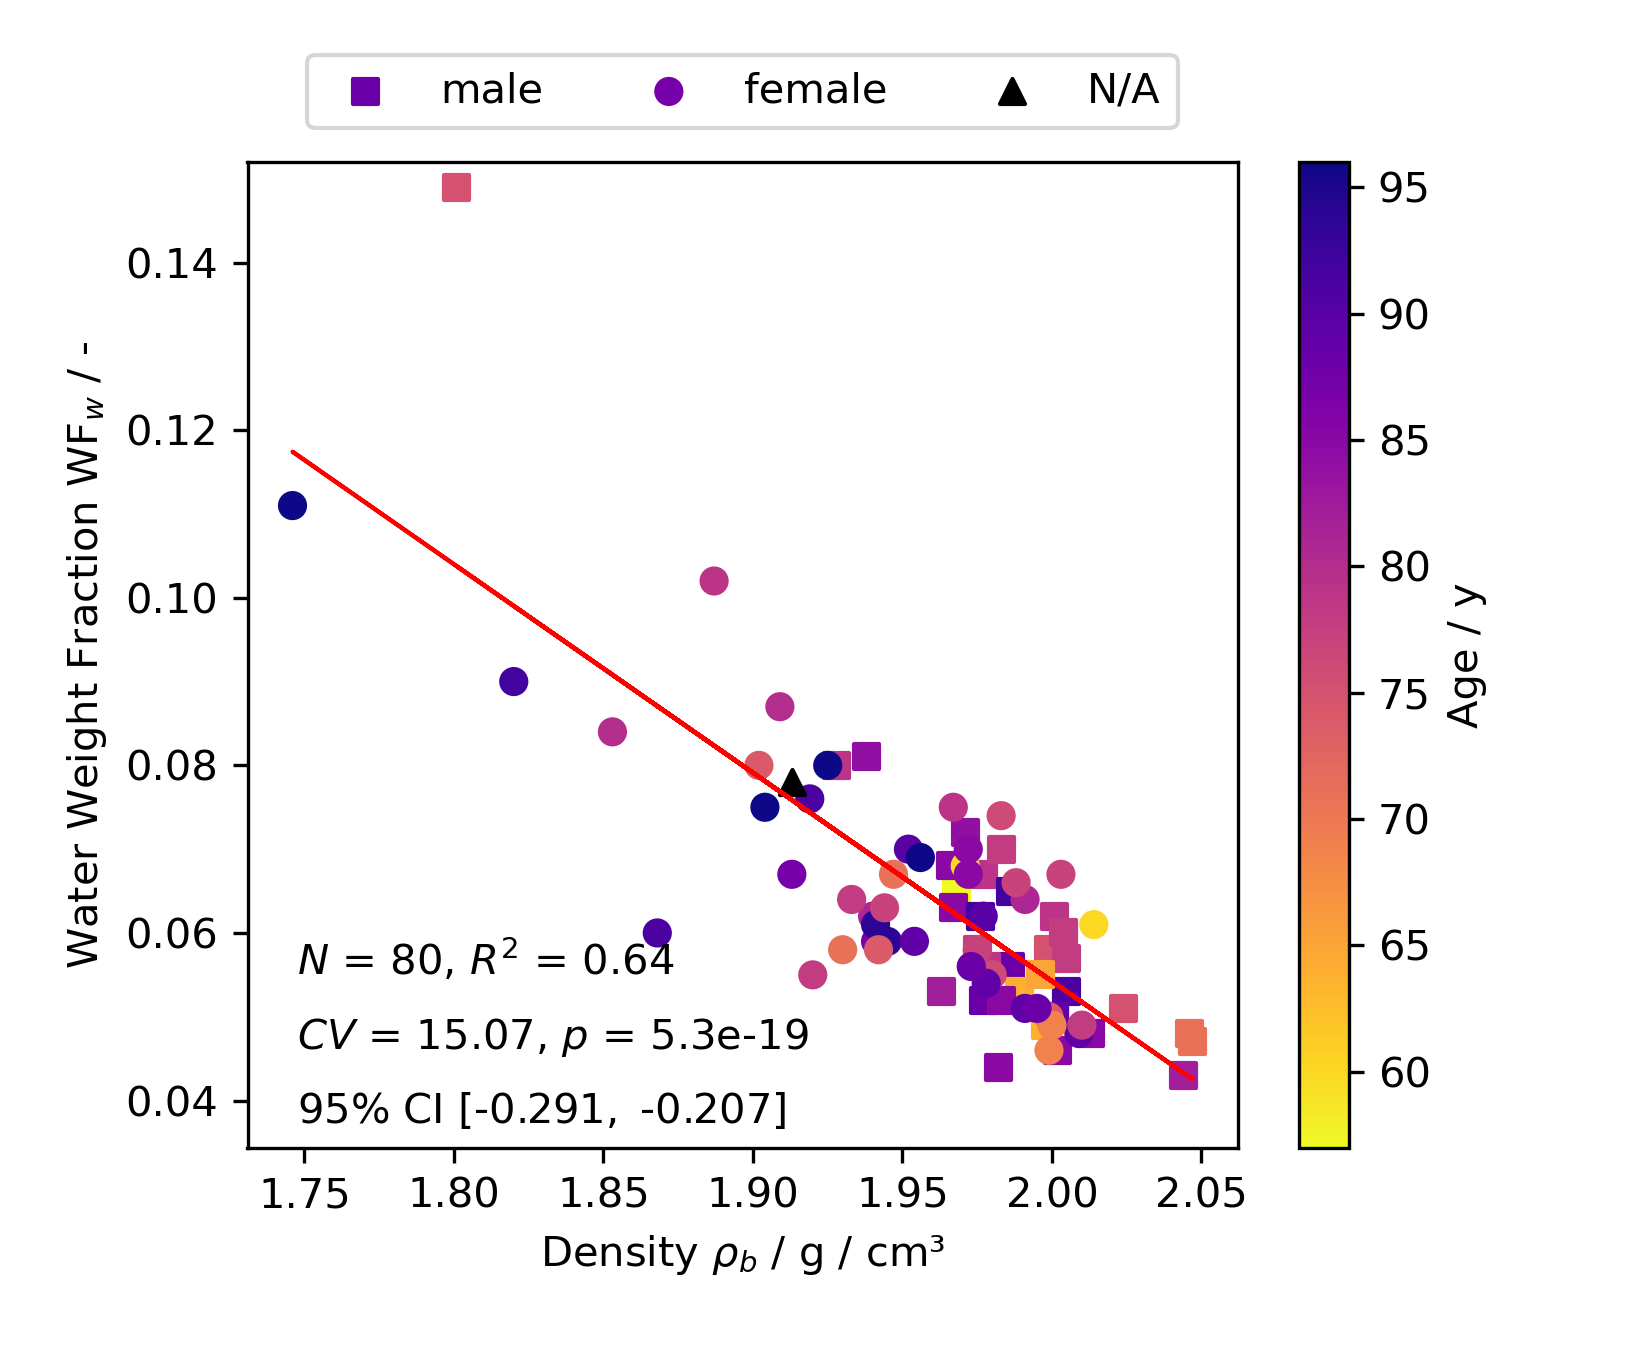 male female N/A
0.14
0.12
0.10
0.08
0.06
0.04
Water Weight Fraction WF_w / -
N = 80, R² = 0.64
CV = 15.07, p = 5.3e-19
95% CI [-0.291, -0.207]
1.75 1.80 1.85 1.90 1.95 2.00 2.05
Density ρ_b / g / cm³
95
90
85
80
75
70
65
60
Age / y